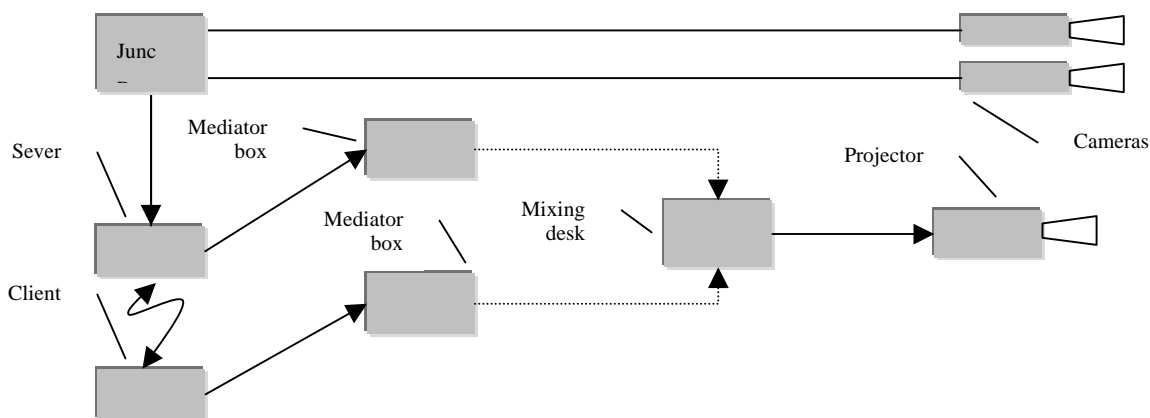 Junc
Mediator
box
Sever
Cameras
Projector
Mediator
box
Mixing
desk
Client